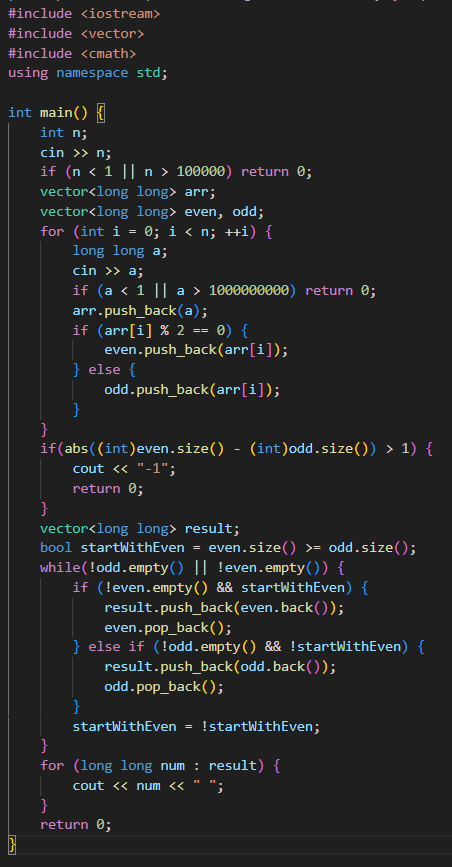 #include <iostream>
#include <vector>
#include <cmath>
using namespace std;

int main() {
    int n;
    cin >> n;
    if (n < 1 || n > 100000) return 0;
    vector<long long> arr;
    vector<long long> even, odd;
    for (int i = 0; i < n; ++i) {
        long long a;
        cin >> a;
        if (a < 1 || a > 1000000000) return 0;
        arr.push_back(a);
        if (arr[i] % 2 == 0) {
            even.push_back(arr[i]);
        } else {
            odd.push_back(arr[i]);
        }
    }
    if(abs((int)even.size() - (int)odd.size()) > 1) {
        cout << "-1";
        return 0;
    }
    vector<long long> result;
    bool startWithEven = even.size() >= odd.size();
    while(!odd.empty() || !even.empty()) {
        if (!even.empty() && startWithEven) {
            result.push_back(even.back());
            even.pop_back();
        } else if (!odd.empty() && !startWithEven) {
            result.push_back(odd.back());
            odd.pop_back();
        }
        startWithEven = !startWithEven;
    }
    for (long long num : result) {
        cout << num << " ";
    }
    return 0;
}